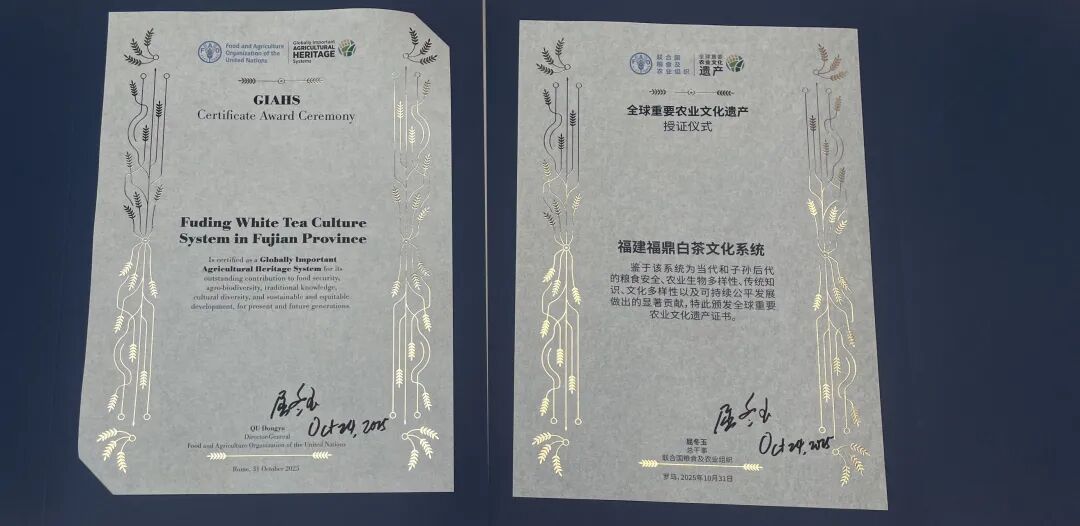 FAO
Food and Agriculture
Organization of the
United Nations
Globally Important
AGRICULTURAL
HERITAGE
Systems
GIAHS
Certificate Award Ceremony
Fuding White Tea Culture
System in Fujian Province
Is certified as a Globally Important
Agricultural Heritage System for its
outstanding contribution to food security,
agro-biodiversity, traditional knowledge,
cultural diversity, and sustainable and equitable
development, for present and future generations.
屈冬玉
Oct 24, 2025
QU Dongyu
Director-General
Food and Agriculture Organization of the United Nations
Rome, 31 October 2025
联合国
粮食及
农业组织
全球重要
农业文化
遗产
全球重要农业文化遗产
授证仪式
福建福鼎白茶文化系统
鉴于该系统为当代和子孙后代
的粮食安全、农业生物多样性、传统知
识、文化多样性以及可持续公平发展
做出的显著贡献,特此颁发全球重要
农业文化遗产证书。
屈冬玉
Oct 24, 2025
屈冬玉
总干事
联合国粮食及农业组织
罗马,2025年10月31日